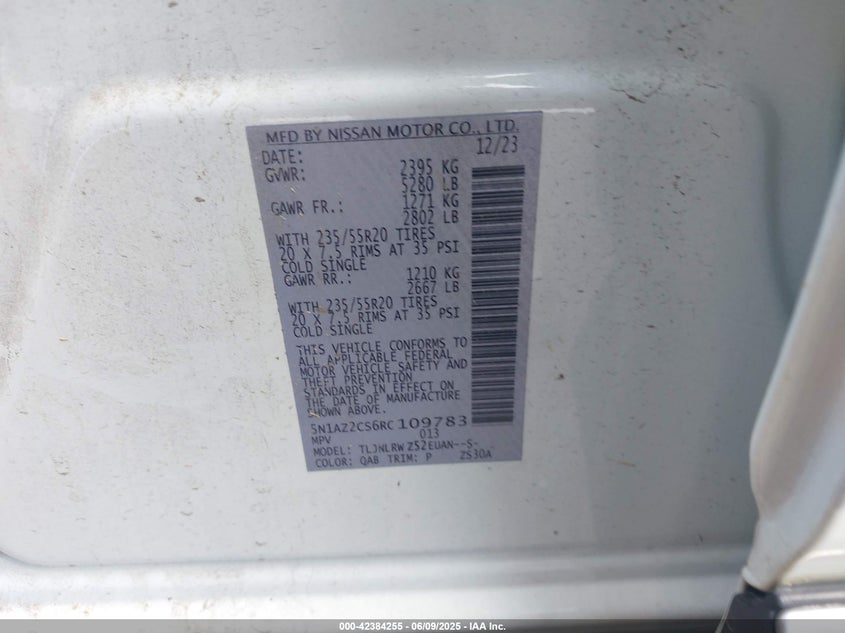 MFD BY NISSAN MOTOR CO., LTD.
DATE: 12/23
GVWR: 2395 KG
5280 LB
GAWR FR.: 1271 KG
2802 LB
WITH 235/55R20 TIRES
20 X 7.5 RIMS AT 35 PSI
COLD SINGLE
GAWR RR.: 1210 KG
2667 LB
WITH 235/55R20 TIRES
20 X 7.5 RIMS AT 35 PSI
COLD SINGLE
THIS VEHICLE CONFORMS TO
ALL APPLICABLE FEDERAL
MOTOR VEHICLE SAFETY AND
THEFT PREVENTION
STANDARDS IN EFFECT ON
THE DATE OF MANUFACTURE
SHOWN ABOVE.
5N1AZ2CS6RC109783
MPV 013
MODEL: TLJNLRWZ52EUAN--S-
COLOR: QAB TRIM: P ZS30A
000-42384255 - 06/09/2025 - IAA Inc.